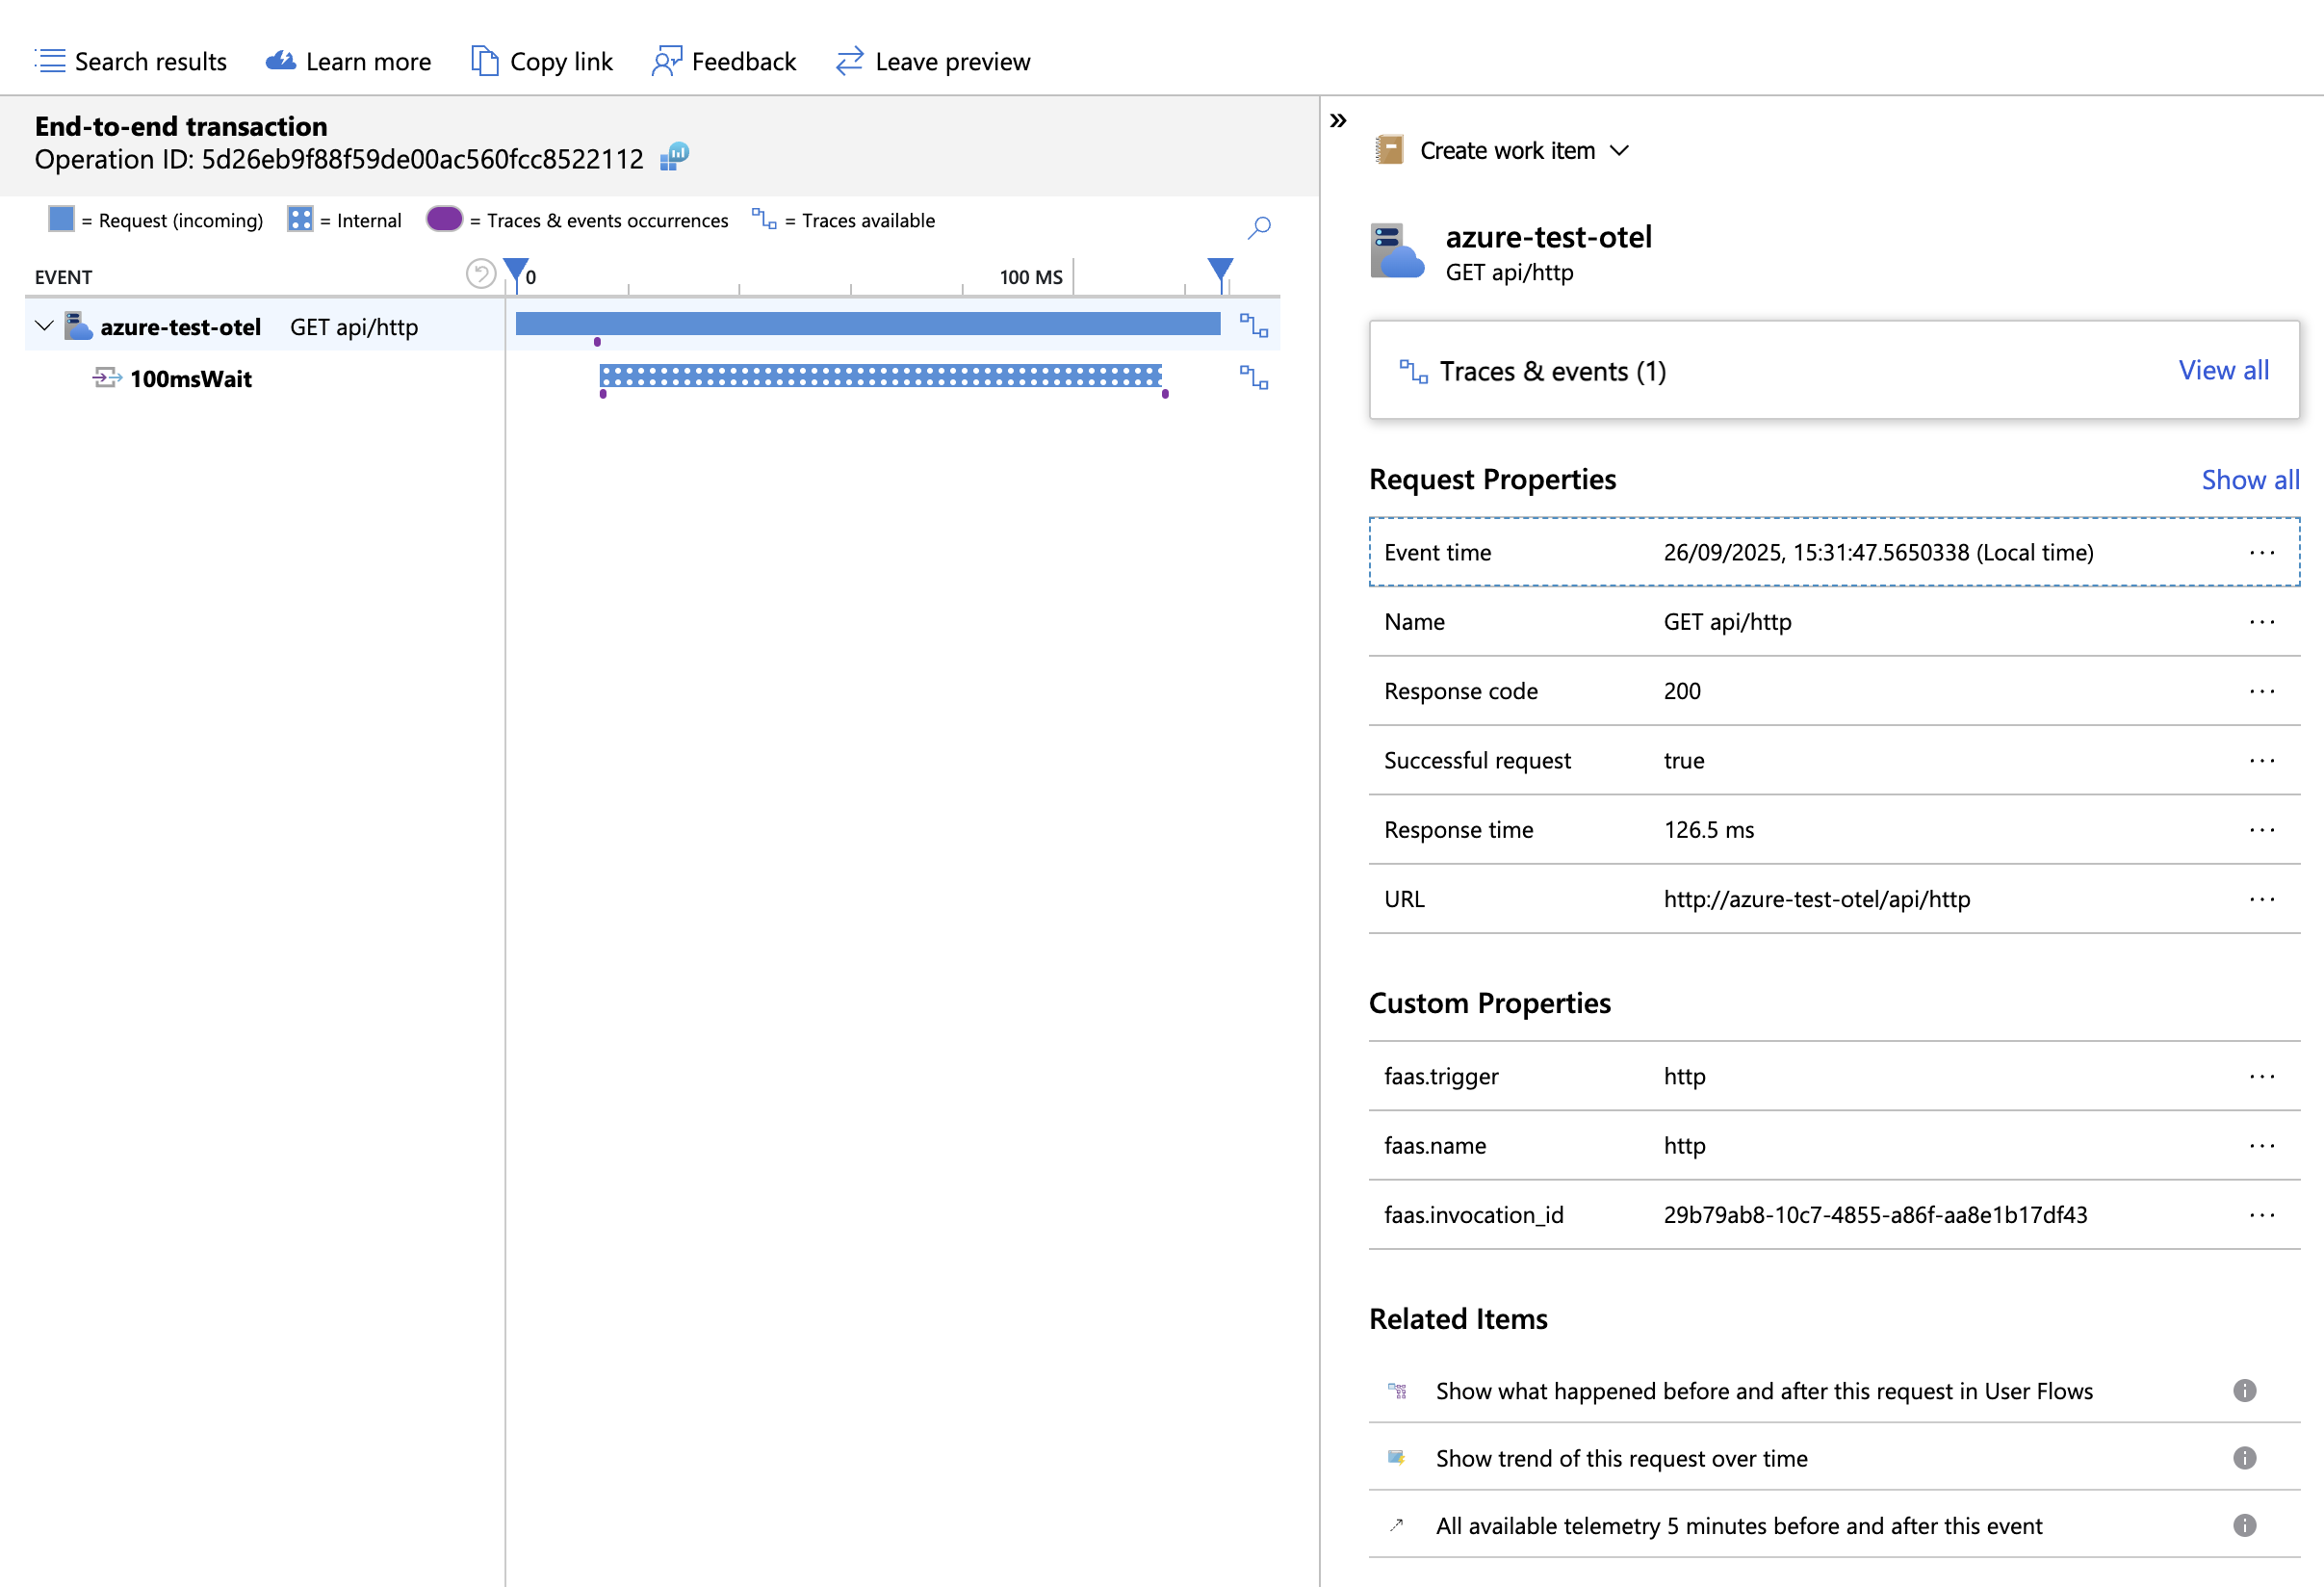 Search results Learn more Copy link Feedback Leave preview
End-to-end transaction
Operation ID: 5d26eb9f88f59de00ac560fcc8522112
= Request (incoming) = Internal = Traces & events occurrences = Traces available
EVENT 0 100 MS
azure-test-otel GET api/http
100msWait
Create work item
azure-test-otel
GET api/http
Traces & events (1) View all
Request Properties Show all
Event time 26/09/2025, 15:31:47.5650338 (Local time)
Name GET api/http
Response code 200
Successful request true
Response time 126.5 ms
URL http://azure-test-otel/api/http
Custom Properties
faas.trigger http
faas.name http
faas.invocation_id 29b79ab8-10c7-4855-a86f-aa8e1b17df43
Related Items
Show what happened before and after this request in User Flows
Show trend of this request over time
All available telemetry 5 minutes before and after this event